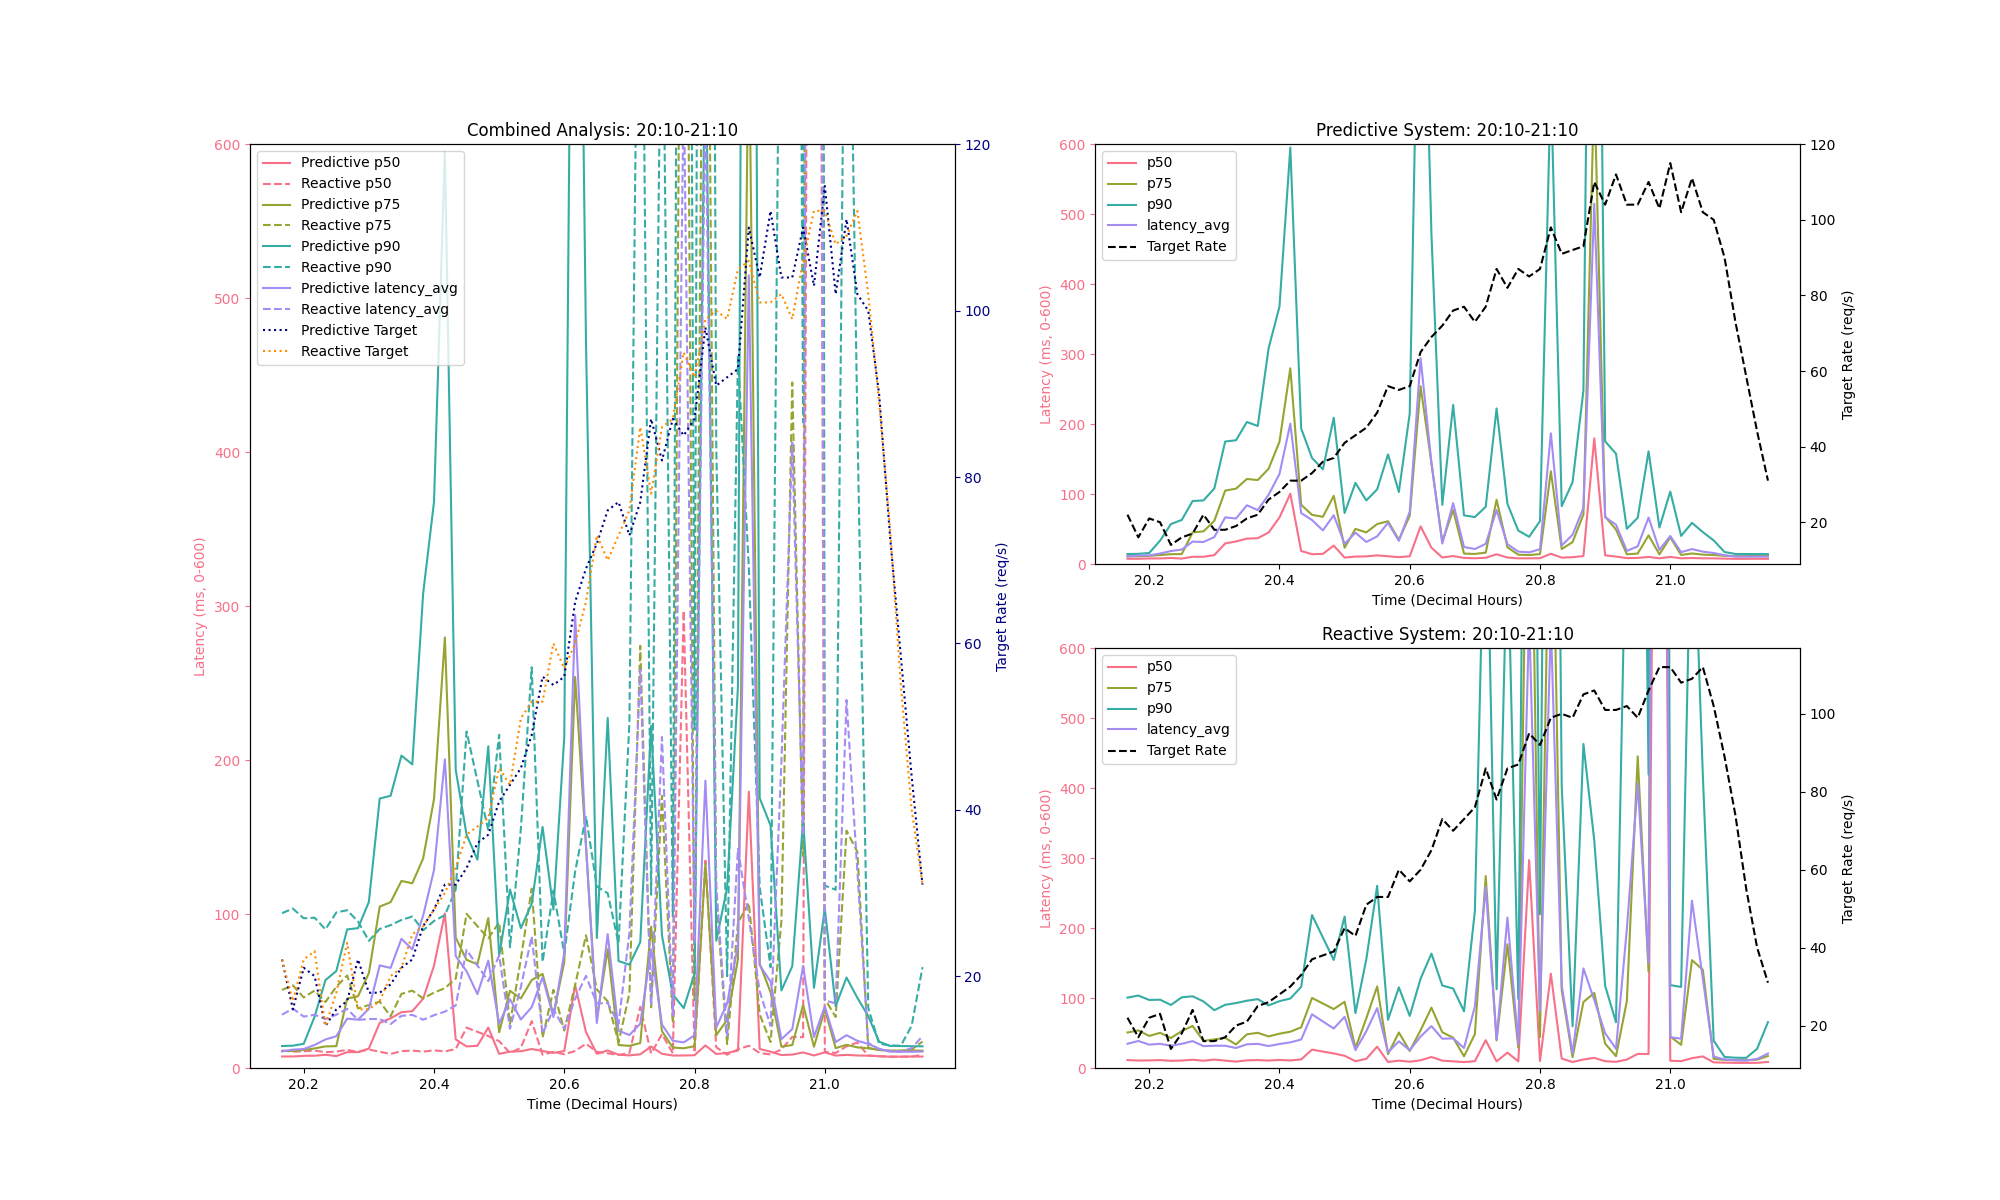 Combined Analysis: 20:10-21:10
Predictive p50
Reactive p50
Predictive p75
Reactive p75
Predictive p90
Reactive p90
Predictive latency_avg
Reactive latency_avg
Predictive Target
Reactive Target
600
500
400
300
200
100
0
Latency (ms, 0-600)
120
100
80
60
40
20
Target Rate (req/s)
20.2
20.4
20.6
20.8
21.0
Time (Decimal Hours)
Predictive System: 20:10-21:10
p50
p75
p90
latency_avg
Target Rate
600
500
400
300
200
100
0
Latency (ms, 0-600)
120
100
80
60
40
20
Target Rate (req/s)
20.2
20.4
20.6
20.8
21.0
Time (Decimal Hours)
Reactive System: 20:10-21:10
p50
p75
p90
latency_avg
Target Rate
600
500
400
300
200
100
0
Latency (ms, 0-600)
100
80
60
40
20
Target Rate (req/s)
20.2
20.4
20.6
20.8
21.0
Time (Decimal Hours)